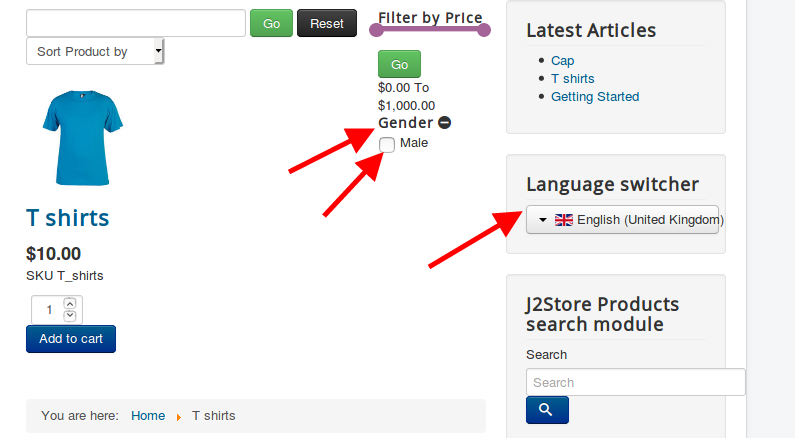 Go
Reset
Sort Product by
T shirts
$10.00
SKU T_shirts
1
Add to cart
Filter by Price
Go
$0.00 To
$1,000.00
Gender
Male
Latest Articles
Cap
T shirts
Getting Started
Language switcher
English (United Kingdom)
J2Store Products
search module
Search
Search
You are here: Home T shirts